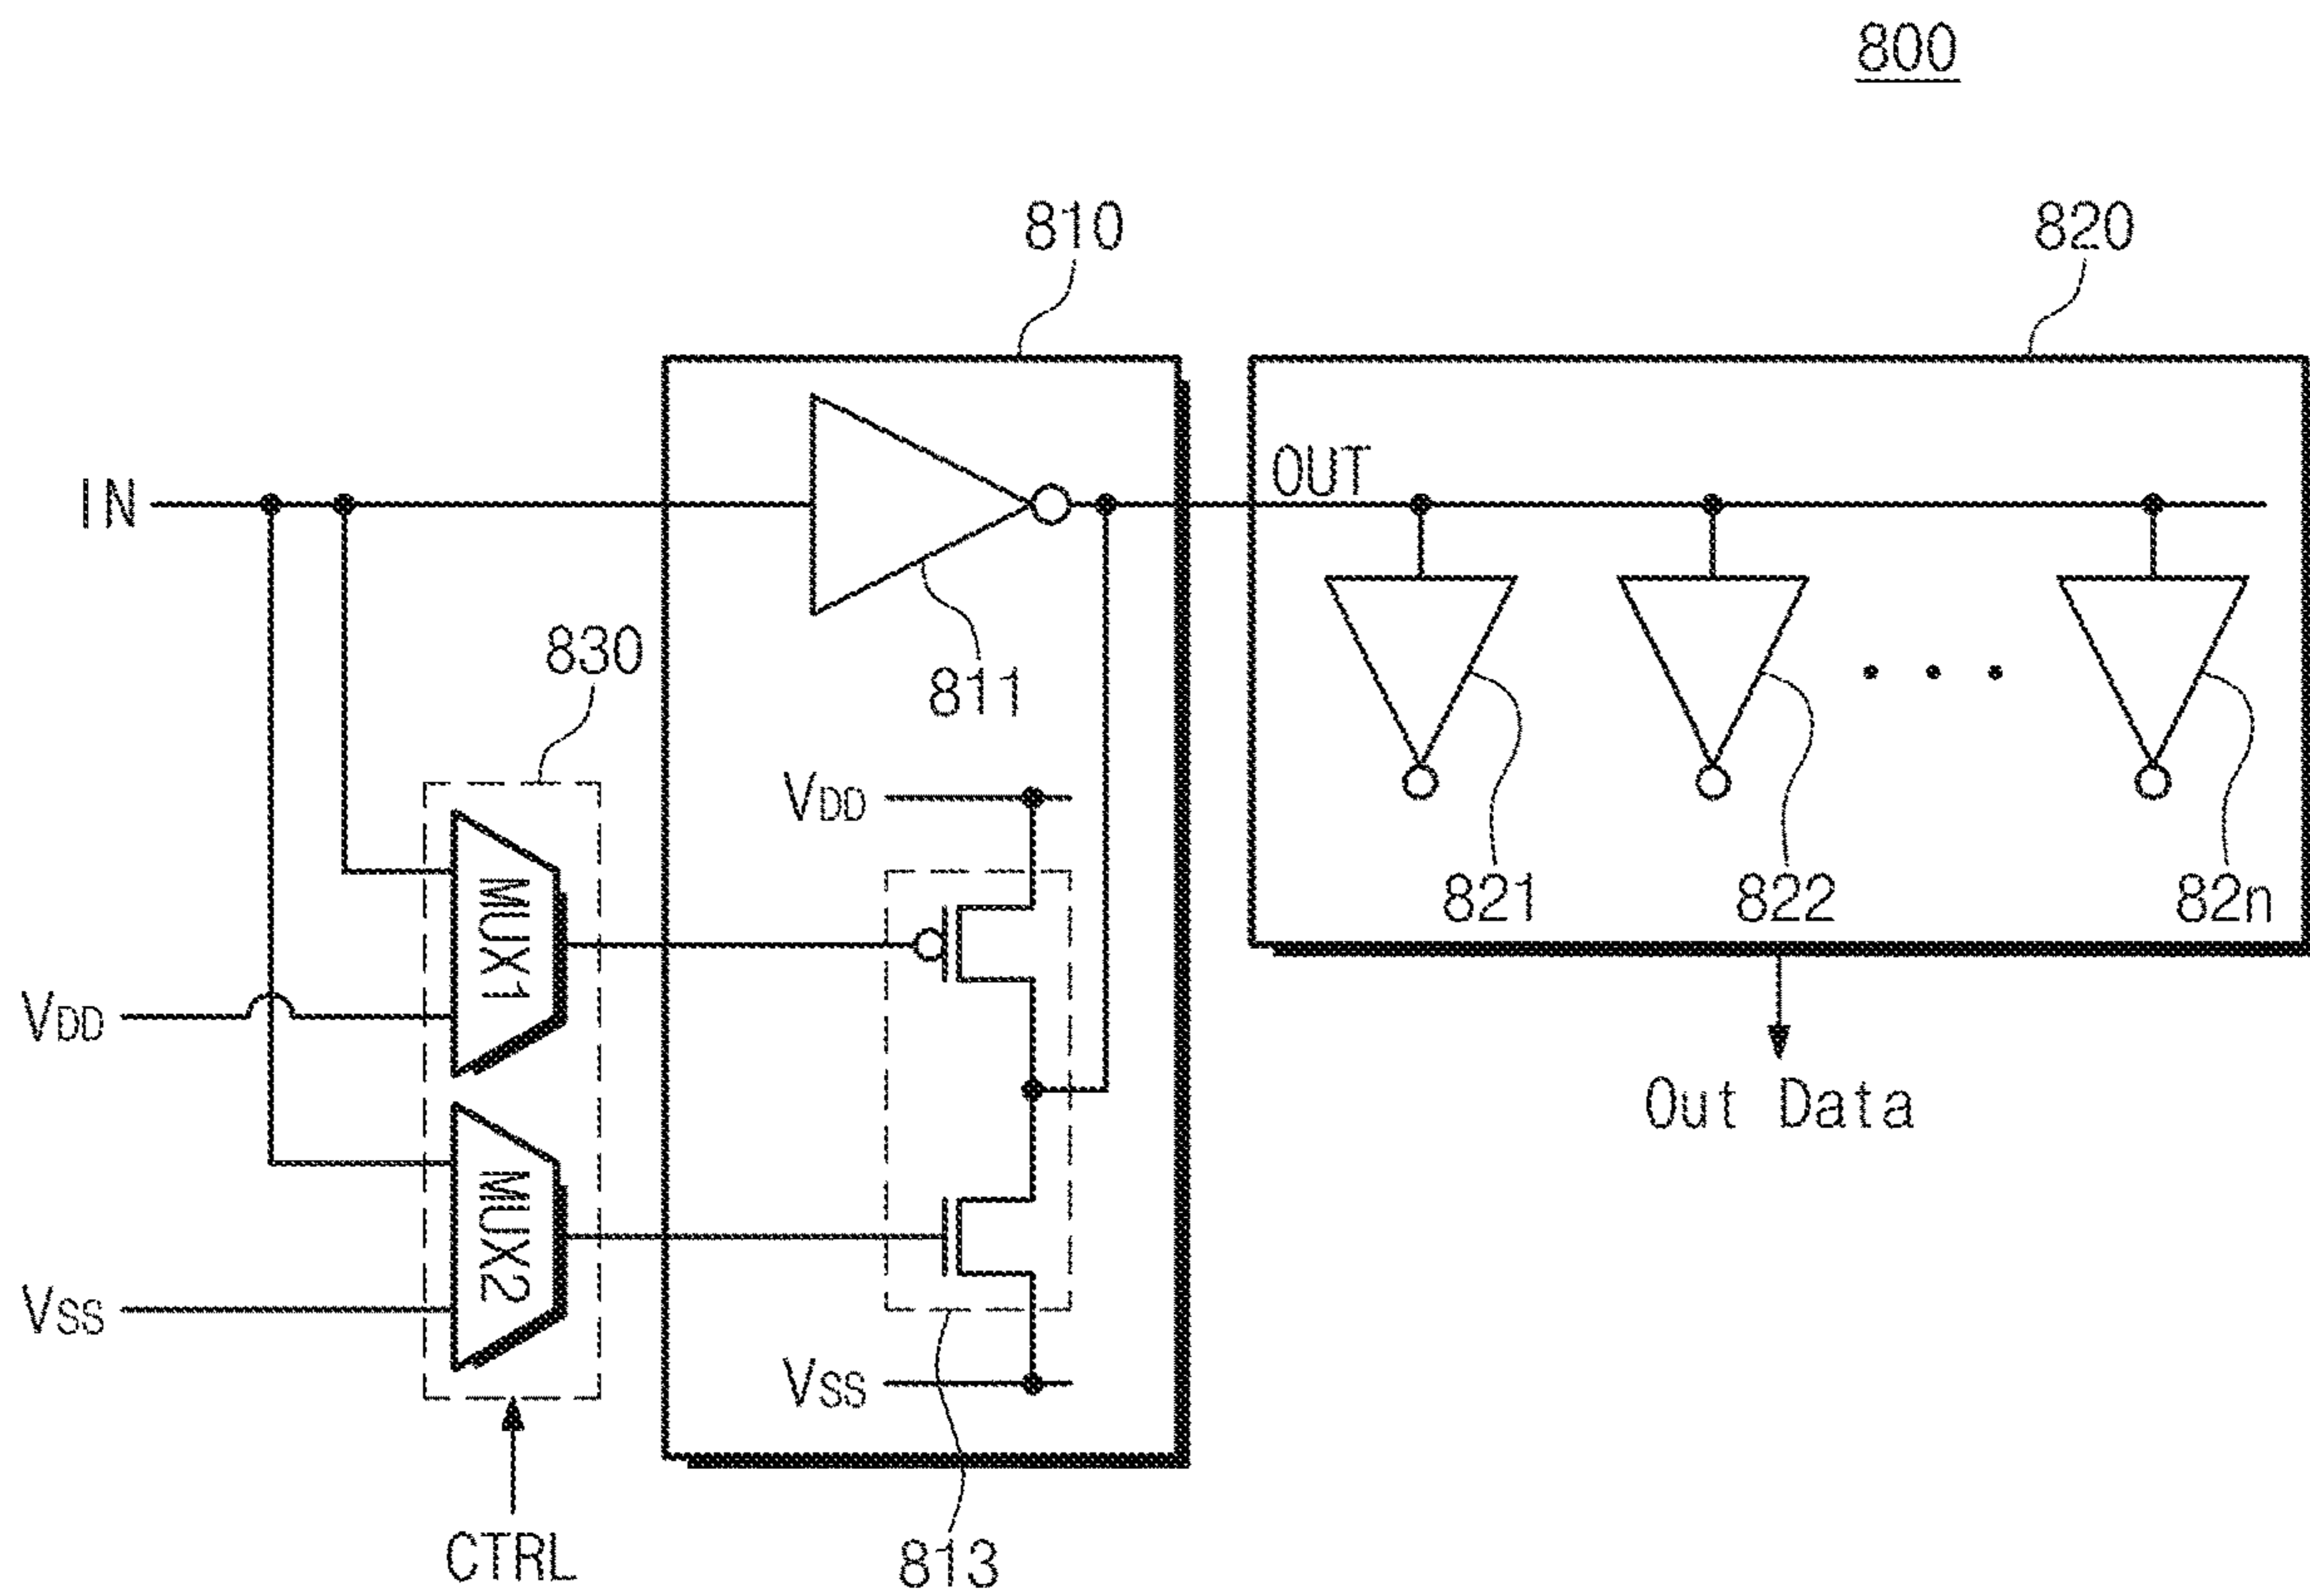 800
810
820
IN
OUT
830
811
VDD
821
822
82n
MUX1
VDD
MUX2
Out Data
VSS
VSS
CTRL
813